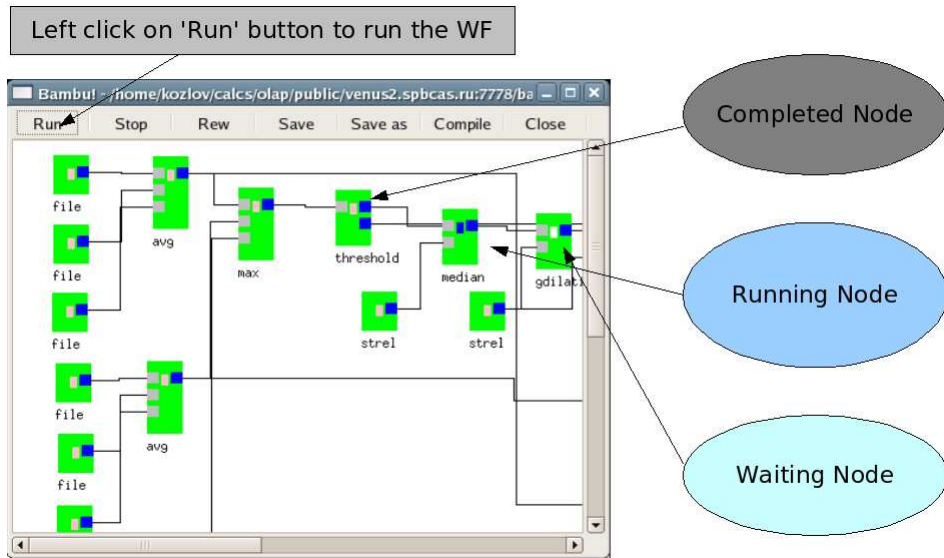 Left click on 'Run' button to run the WF
Bambu! - /home/kozlov/calcs/olap/public/venus2.spbcas.ru:7778/ba
Run Stop Rew Save Save as Compile Close
Completed Node
Running Node
Waiting Node
file
avg
file
max
threshold
median
gdilati
file
strel
strel
file
avg
file